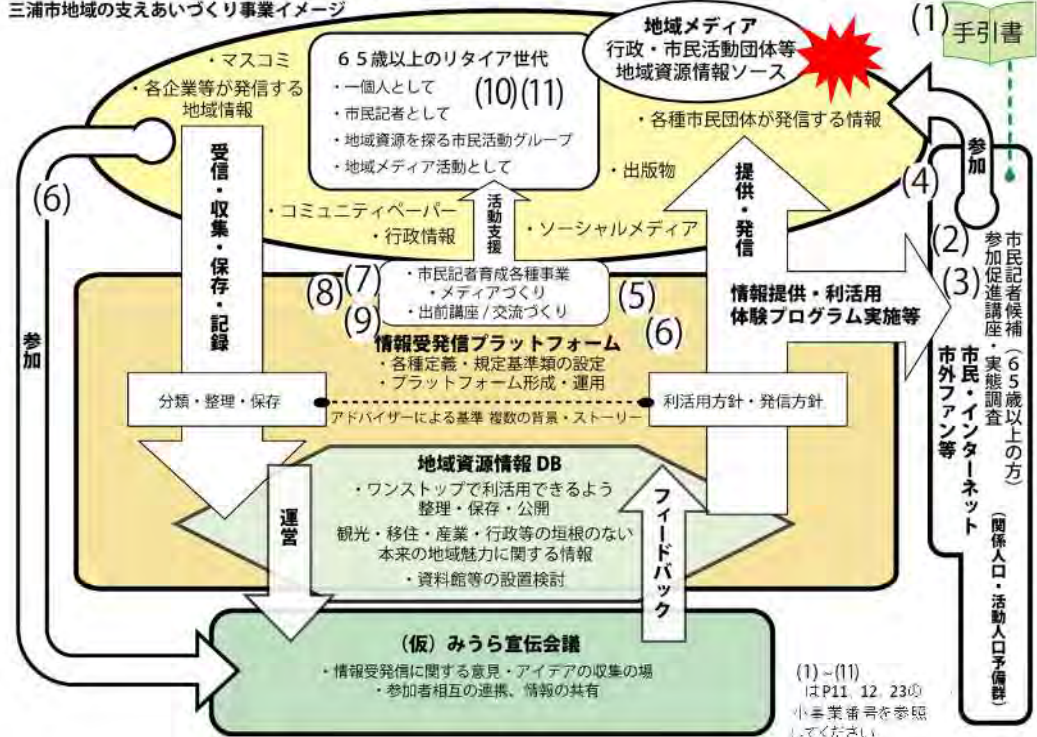 三浦市地域の支えあいづくり事業イメージ
・マスコミ
・各企業等が発信する
地域情報
65歳以上のリタイア世代
・一個人として
・市民記者として
・地域資源を探る市民活動グループ
・地域メディア活動として
(10)(11)
地域メディア
行政・市民活動団体等
地域資源情報ソース
(1)
手引書
・各種市民団体が発信する情報
・出版物
・コミュニティペーパー
・行政情報
・ソーシャルメディア
参加
(4)
(6)
参加
受信・収集・保存・記録
活動支援
提供・発信
(2)
(3)
市民記者候補(65歳以上の方)
参加促進講座・実態調査
市民・インターネット
市外ファン等
(関係人口・活動人口予備群)
(7)
(8)
(9)
・市民記者育成各種事業
・メディアづくり
・出前講座/交流づくり
(5)
(6)
情報提供・利活用
体験プログラム実施等
情報受発信プラットフォーム
・各種定義・規定基準類の設定
・プラットフォーム形成・運用
分類・整理・保存
アドバイザーによる基準 複数の背景・ストーリー
利活用方針・発信方針
地域資源情報 DB
・ワンストップで利活用できるよう
整理・保存・公開
観光・移住・産業・行政等の垣根のない
本来の地域魅力に関する情報
・資料館等の設置検討
運営
フィードバック
(仮)みうら宣伝会議
・情報受発信に関する意見・アイデアの収集の場
・参加者相互の連携、情報の共有
(1)~(11)
はP11 12 23の
小事業番号を参照
してください